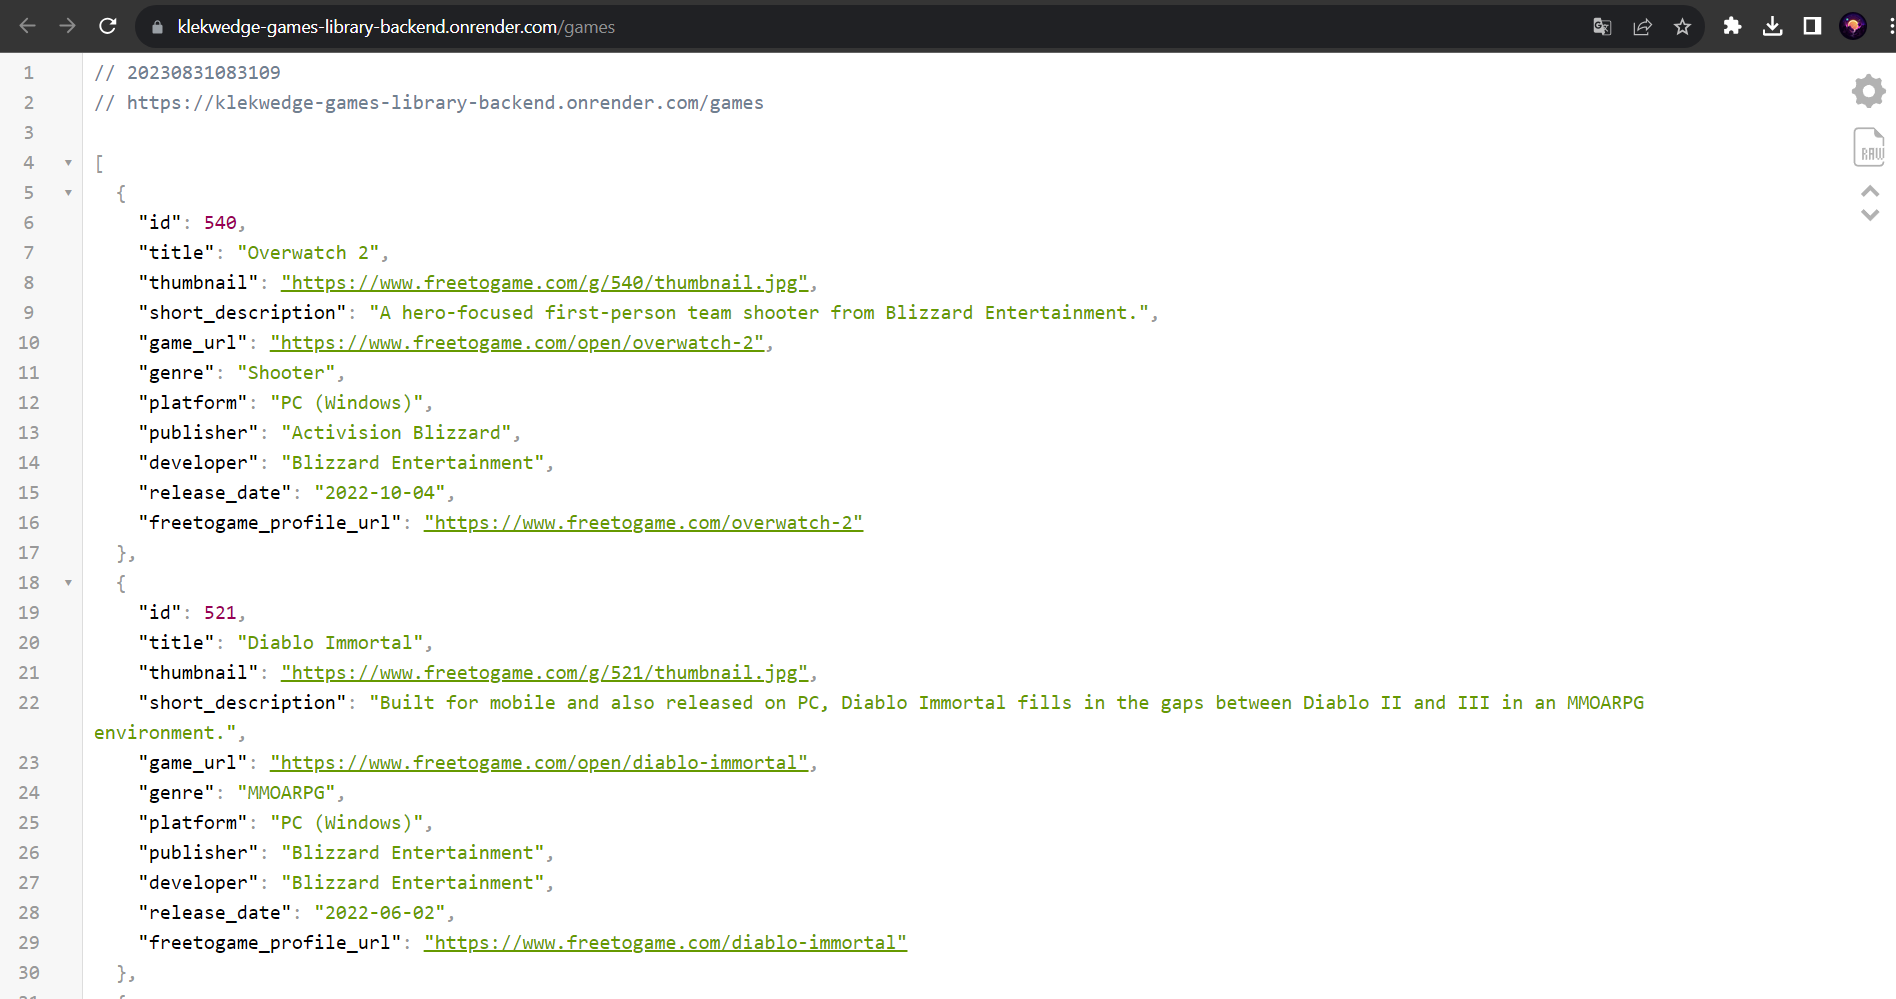 klekwedge-games-library-backend.onrender.com/games
1 // 20230831083109
2 // https://klekwedge-games-library-backend.onrender.com/games
3
4 [
5 {
6 "id": 540,
7 "title": "Overwatch 2",
8 "thumbnail": "https://www.freetogame.com/g/540/thumbnail.jpg",
9 "short_description": "A hero-focused first-person team shooter from Blizzard Entertainment.",
10 "game_url": "https://www.freetogame.com/open/overwatch-2",
11 "genre": "Shooter",
12 "platform": "PC (Windows)",
13 "publisher": "Activision Blizzard",
14 "developer": "Blizzard Entertainment",
15 "release_date": "2022-10-04",
16 "freetogame_profile_url": "https://www.freetogame.com/overwatch-2"
17 },
18 {
19 "id": 521,
20 "title": "Diablo Immortal",
21 "thumbnail": "https://www.freetogame.com/g/521/thumbnail.jpg",
22 "short_description": "Built for mobile and also released on PC, Diablo Immortal fills in the gaps between Diablo II and III in an MMOARPG
environment.",
23 "game_url": "https://www.freetogame.com/open/diablo-immortal",
24 "genre": "MMOARPG",
25 "platform": "PC (Windows)",
26 "publisher": "Blizzard Entertainment",
27 "developer": "Blizzard Entertainment",
28 "release_date": "2022-06-02",
29 "freetogame_profile_url": "https://www.freetogame.com/diablo-immortal"
30 },
RAW